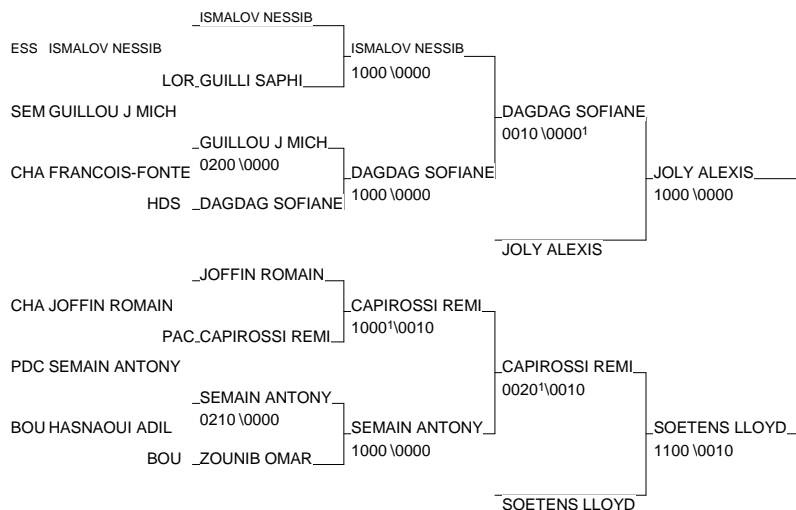 ISMALOV NESSIB
ESS ISMALOV NESSIB
ISMALOV NESSIB
1000 \0000
LOR GUILLI SAPHI
DAGDAG SOFIANE
0010 \0000¹
SEM GUILLOU J MICH
GUILLOU J MICH
0200 \0000
CHA FRANCOIS-FONTE
DAGDAG SOFIANE
1000 \0000
JOLY ALEXIS
1000 \0000
HDS DAGDAG SOFIANE
JOLY ALEXIS
JOFFIN ROMAIN
CHA JOFFIN ROMAIN
CAPIROSSI REMI
1000¹\0010
PAC CAPIROSSI REMI
PDC SEMAIN ANTONY
CAPIROSSI REMI
0020¹\0010
SEMAIN ANTONY
0210 \0000
BOU HASNAOUI ADIL
SEMAIN ANTONY
1000 \0000
SOETENS LLOYD
1100 \0010
BOU ZOUNIB OMAR
SOETENS LLOYD